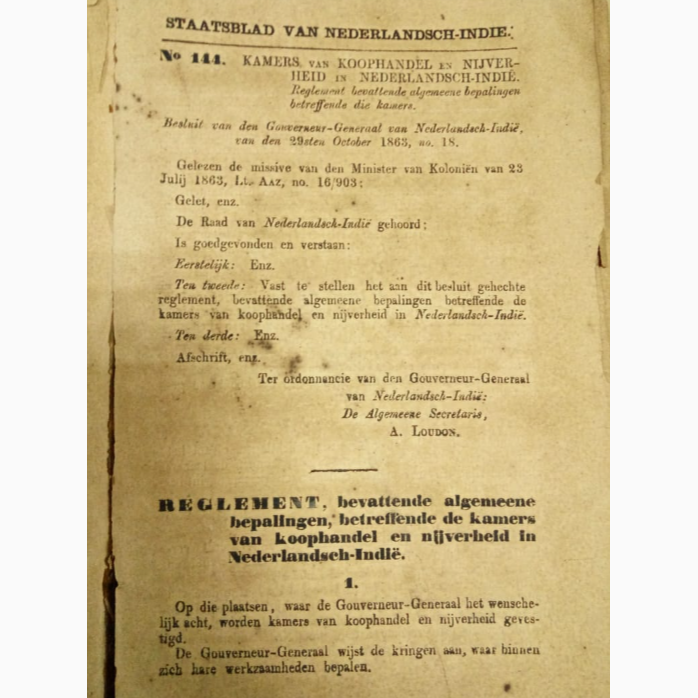 STAATSBLAD VAN NEDERLANDSCH-INDIE.
No 144. KAMERS VAN KOOPHANDEL EN NIJVER-
HEID IN NEDERLANDSCH-INDIË.
Reglement bevattende algemeene bepalingen
betreffende die kamers.
Besluit van den Gouverneur-Generaal van Nederlandsch-Indië,
van den 29sten October 1863, no. 18.
Gelezen de missive van den Minister van Koloniën van 23
Julij 1863, Lt. Aaz, no. 16/903;
Gelet, enz.
De Raad van Nederlandsch-Indië gehoord;
Is goedgevonden en verstaan:
Eerstelijk: Enz.
Ten tweede: Vast te stellen het aan dit besluit gehechte
reglement, bevattende algemeene bepalingen betreffende de
kamers van koophandel en nijverheid in Nederlandsch-Indië.
Ten derde: Enz.
Afschrift, enz.
Ter ordonnancie van den Gouverneur-Generaal
van Nederlandsch-Indië:
De Algemeene Secretaris,
A. LOUDON.
REGLEMENT, bevattende algemeene
bepalingen, betreffende de kamers
van koophandel en nijverheid in
Nederlandsch-Indië.
1.
Op die plaatsen, waar de Gouverneur-Generaal het wensche-
lijk acht, worden kamers van koophandel en nijverheid geves-
tigd.
De Gouverneur-Generaal wijst de kringen aan, waar binnen
zich hare werkzaamheden bepalen.